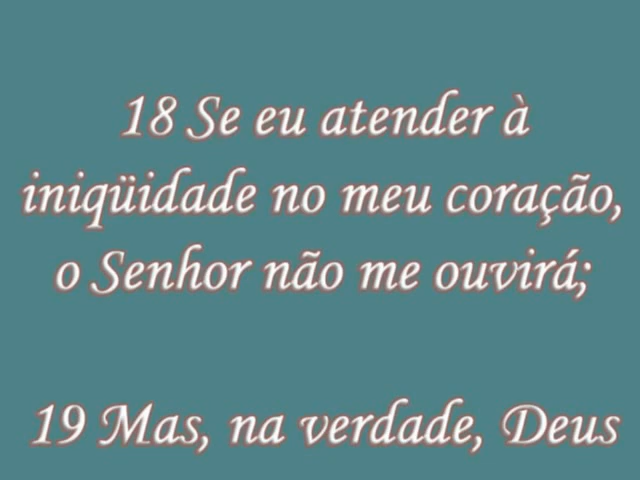 18 Se eu atender à
iniqüidade no meu coração,
o Senhor não me ouvirá;
19 Mas, na verdade, Deus